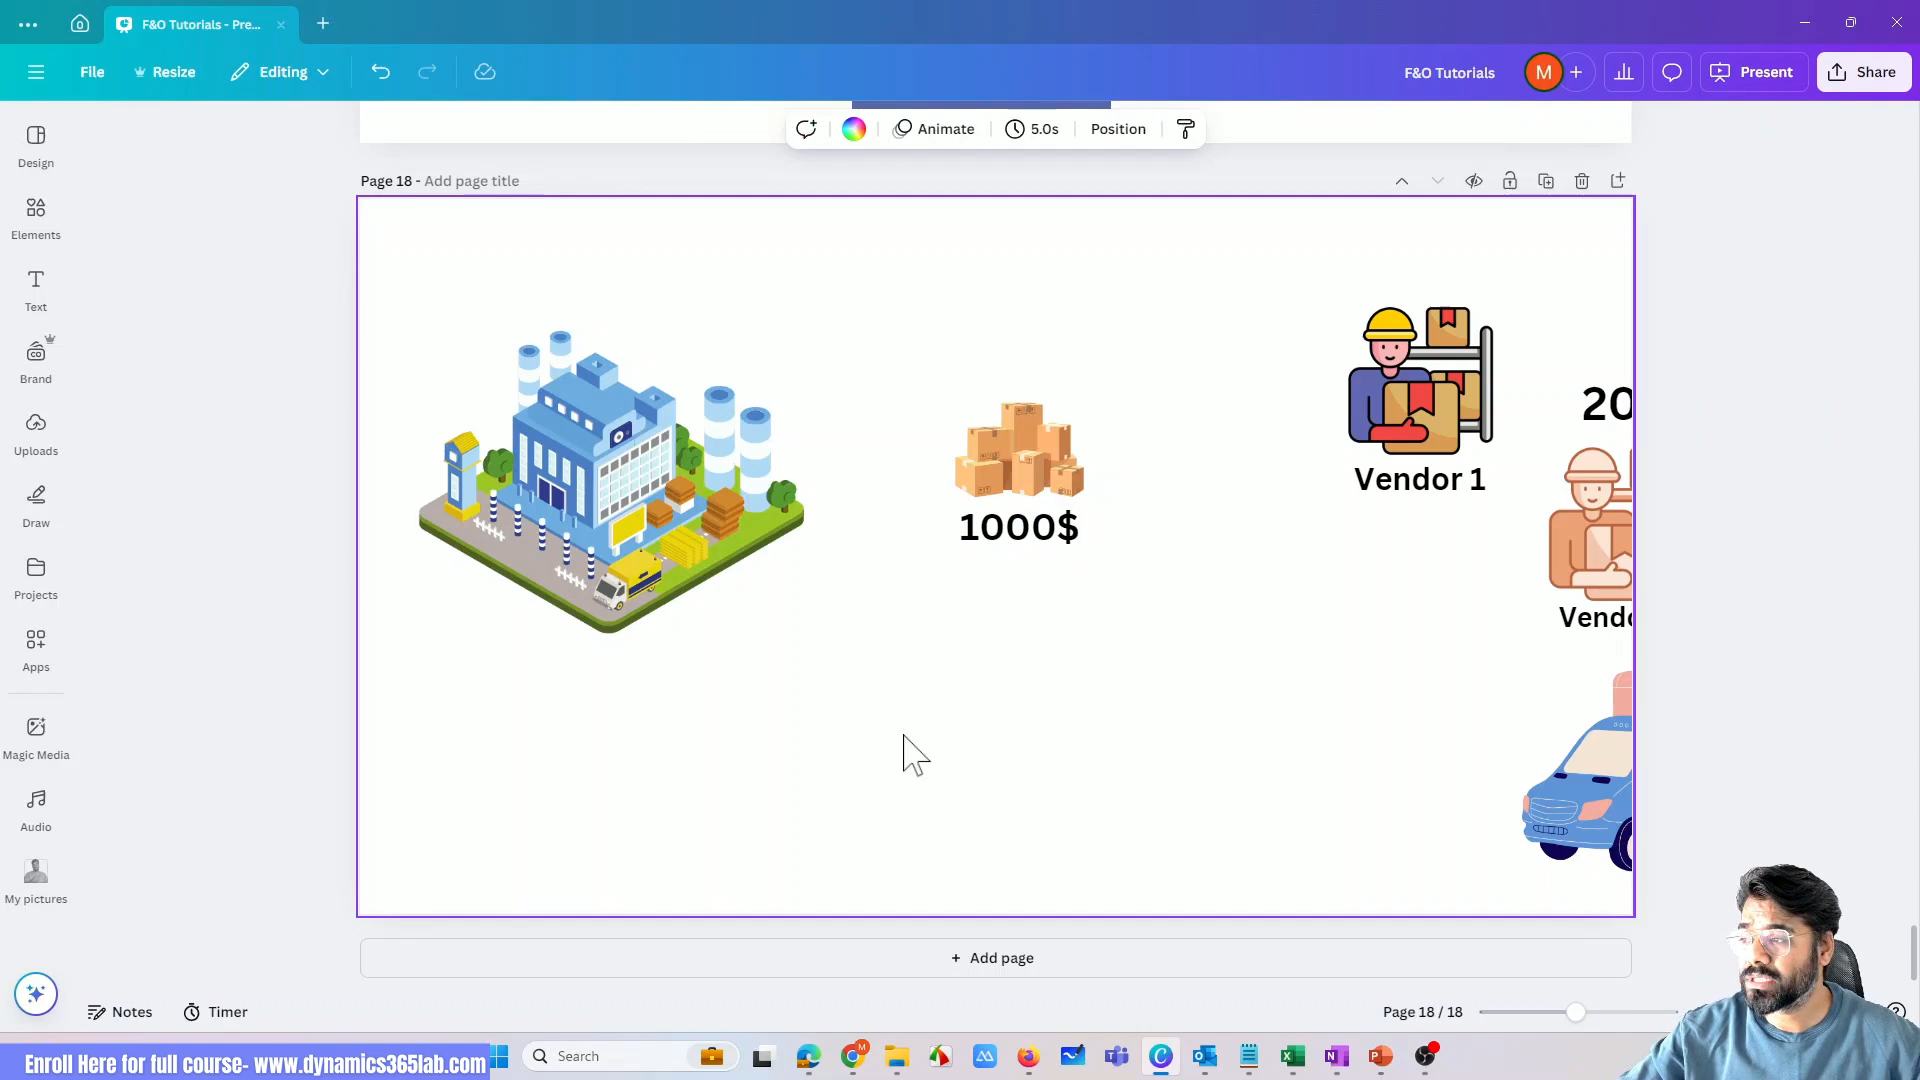 F&O Tutorials - Pre...
File
Resize
Editing
F&O Tutorials
M
Present
Share
Animate
5.0s
Position
Page 18 - Add page title
Design
Elements
Text
Brand
Uploads
Draw
Projects
Apps
Magic Media
Audio
My pictures
1000$
Vendor 1
20
Vend
+ Add page
Notes
Timer
Page 18 / 18
Search
Enroll Here for full course- www.dynamics365lab.com